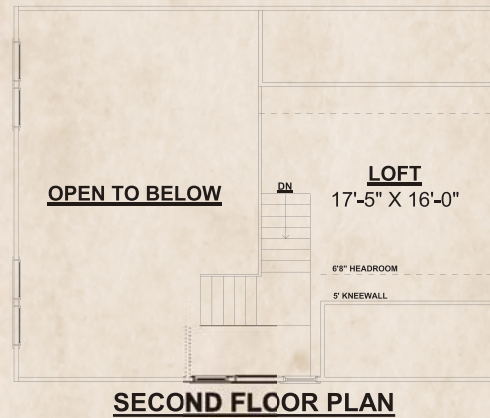 DN
LOFT
OPEN TO BELOW
17'-5" X 16'-0"
6'8" HEADROOM
5' KNEEWALL
SECOND FLOOR PLAN